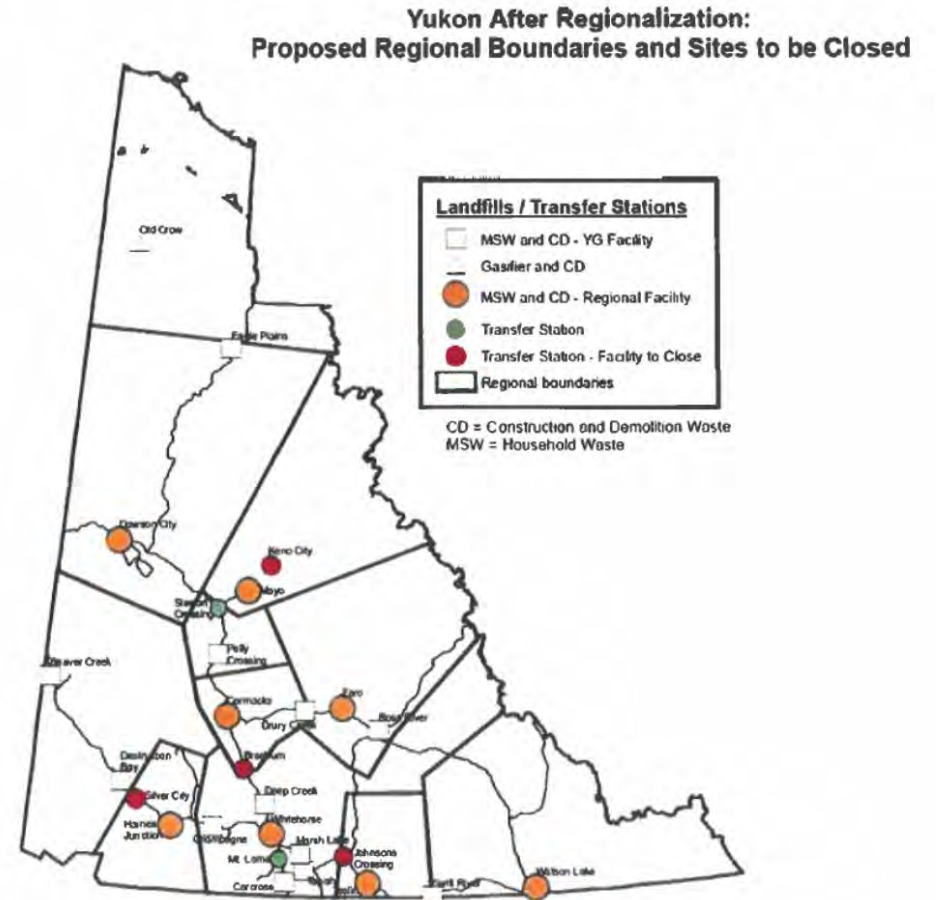 Yukon After Regionalization:
Proposed Regional Boundaries and Sites to be Closed
Landfills / Transfer Stations
MSW and CD - YG Facility
Gasifier and CD
MSW and CD - Regional Facility
Transfer Station
Transfer Station - Facility to Close
Regional boundaries
CD = Construction and Demolition Waste
MSW = Household Waste
Old Crow
Eagle Plains
Dawson City
Keno City
Mayo
Stewart
Crossing
Pelly
Crossing
Beaver Creek
Carmacks
Faro
Drury Creek
Ross River
Destruction
Bay
Braeburn
Silver City
Deep Creek
Haines
Junction
Champagne
Whitehorse
Marsh Lake
Mt. Lorne
Johnsons
Crossing
Carcross
Tagish
Swift River
Watson Lake